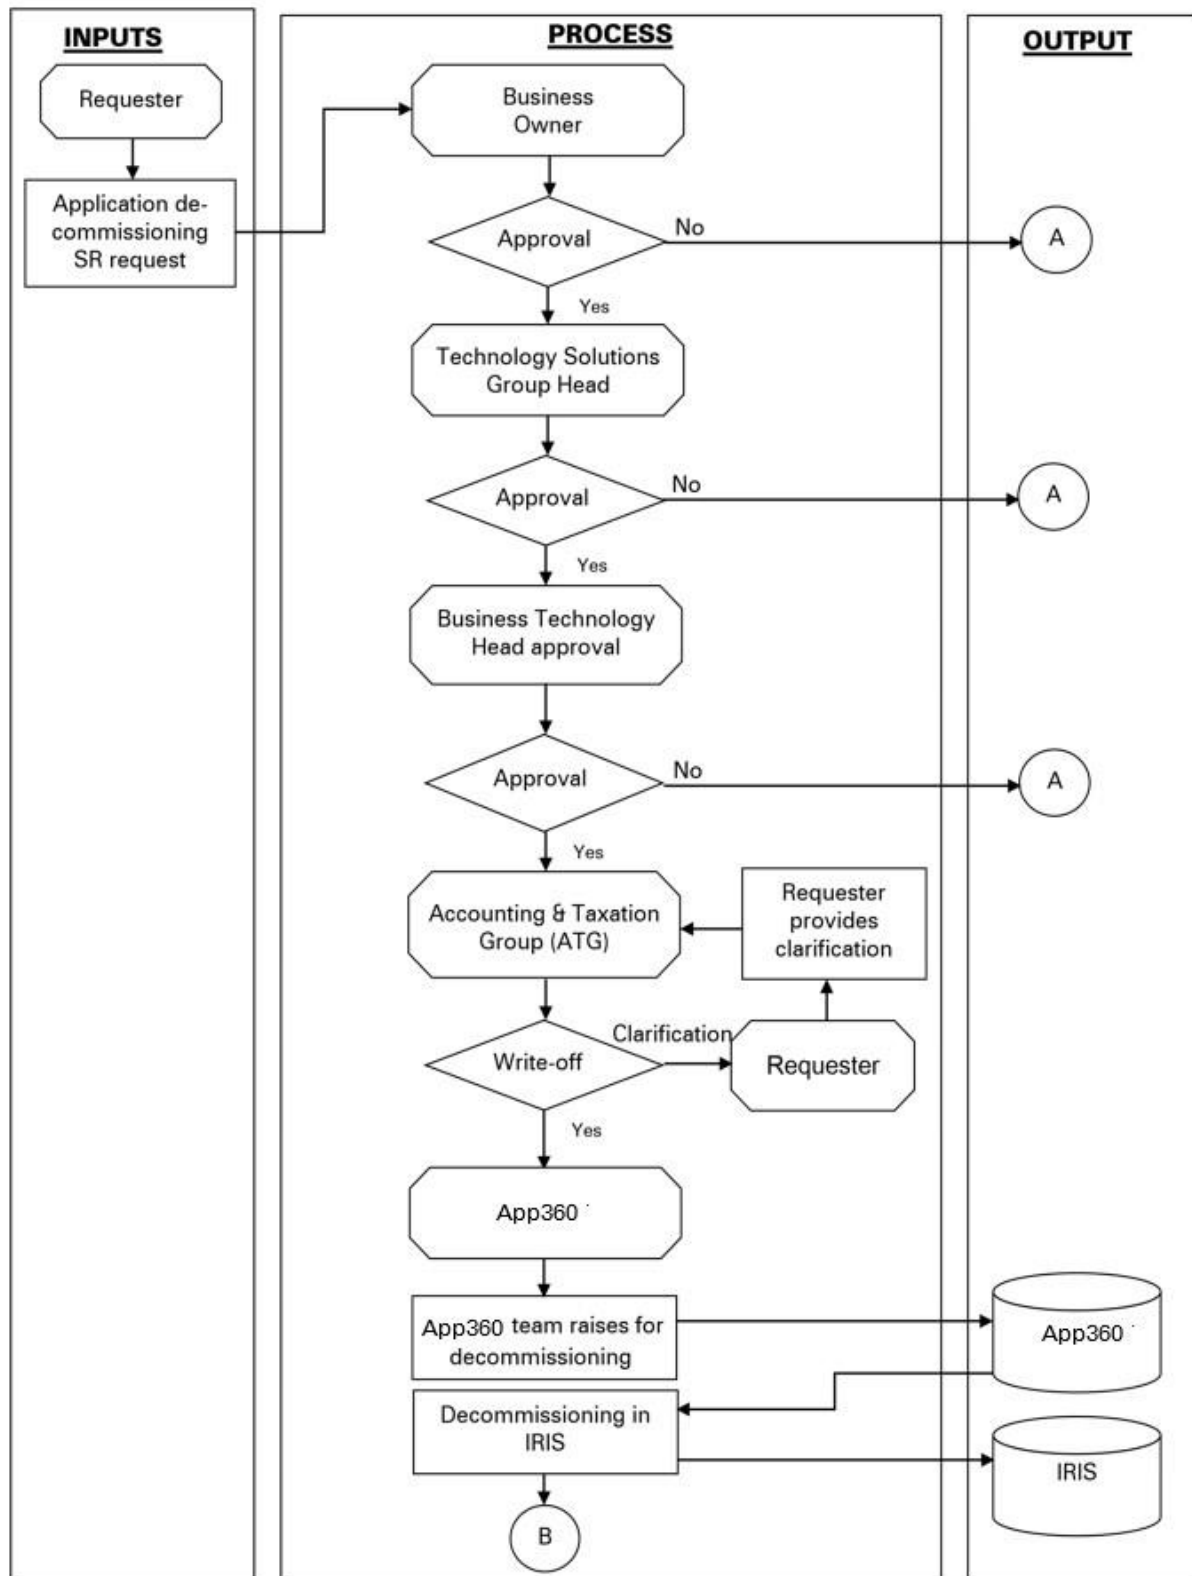 INPUTS
PROCESS
OUTPUT
Requester
Business
Owner
Application de-
commissioning
SR request
Approval
No
A
Yes
Technology Solutions
Group Head
Approval
No
A
Yes
Business Technology
Head approval
Approval
No
A
Yes
Accounting & Taxation
Group (ATG)
Requester
provides
clarification
Write-off
Clarification
Requester
Yes
App360
App360 team raises for
decommissioning
App360
Decommissioning in
IRIS
IRIS
B